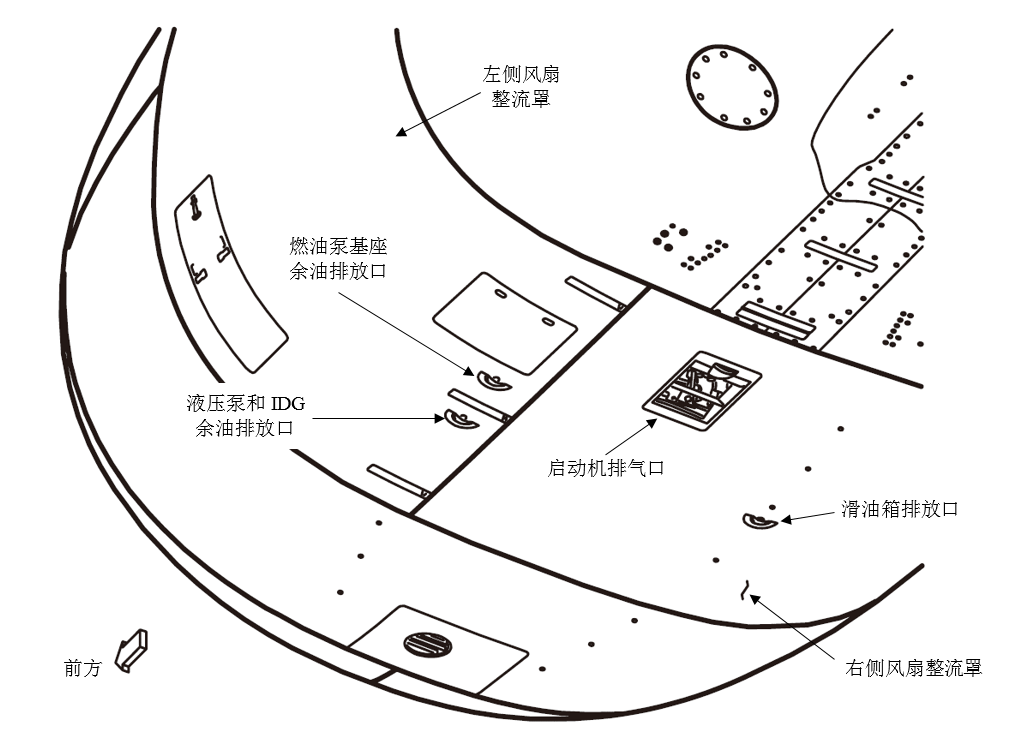 左侧风扇
整流罩
燃油泵基座
余油排放口
液压泵和 IDG
余油排放口
启动机排气口
滑油箱排放口
前方
右侧风扇整流罩